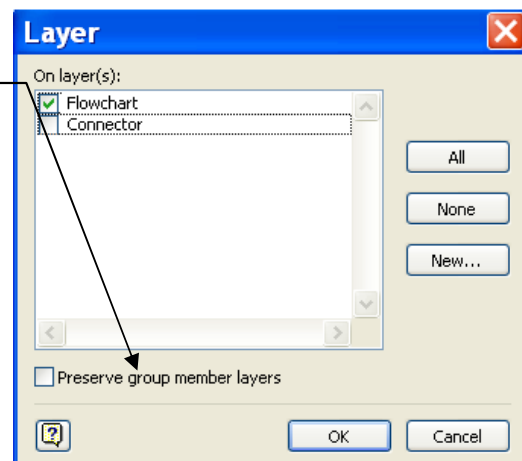 Layer
On layer(s):
Flowchart
Connector
All
None
New...
Preserve group member layers
?
OK
Cancel